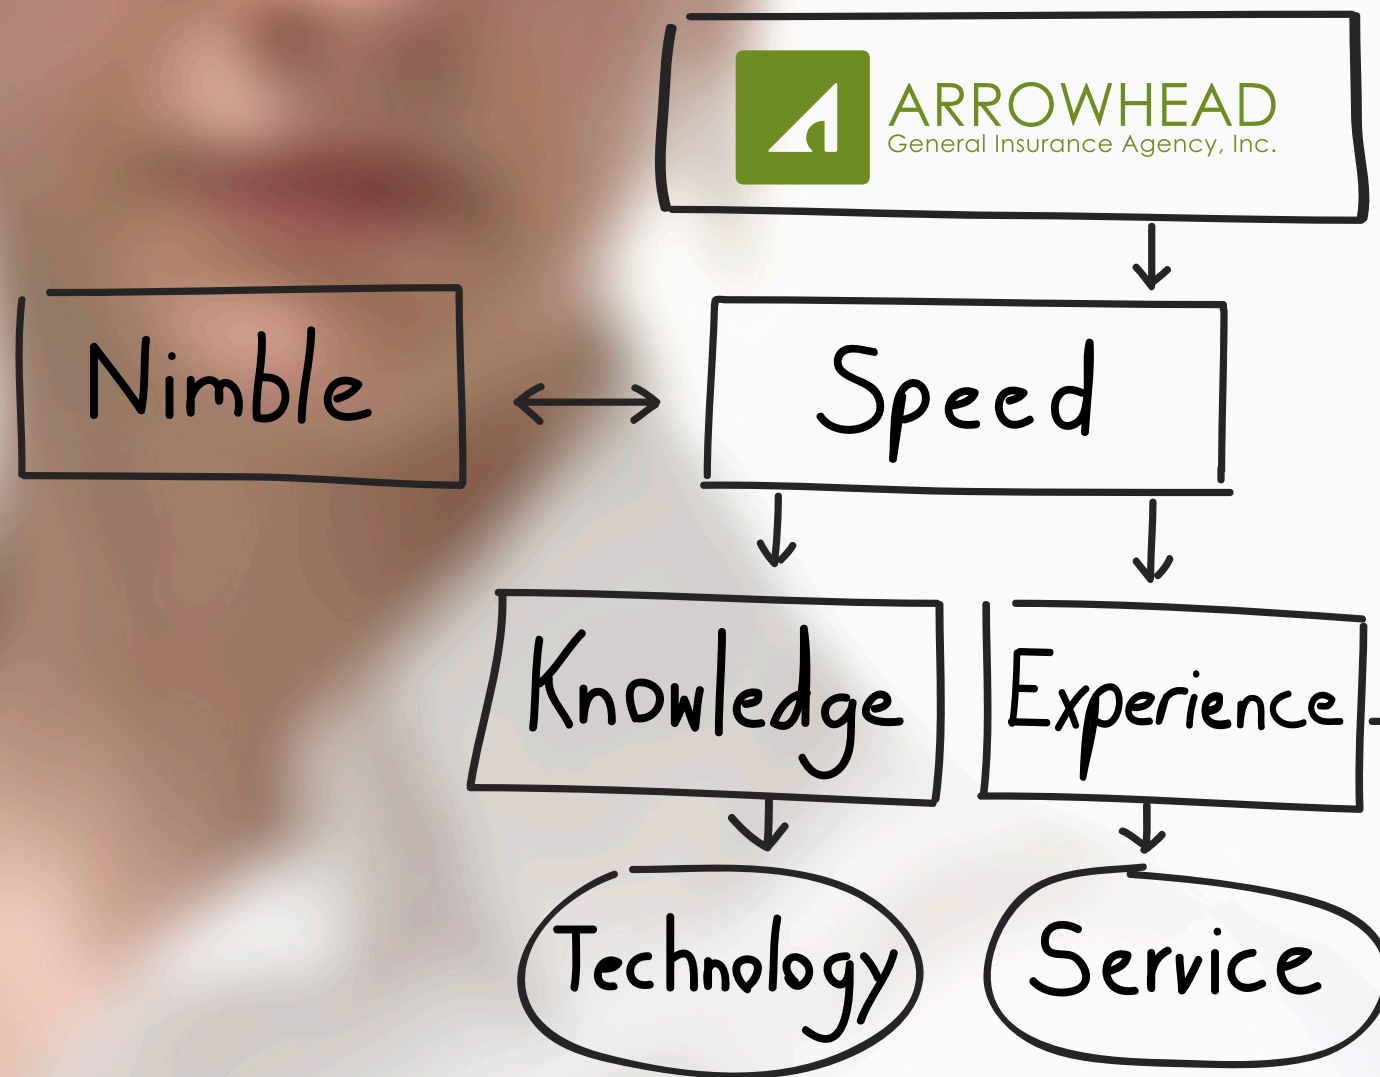 ARROWHEAD
General Insurance Agency, Inc.
Nimble
Speed
Knowledge
Experience
Technology
Service